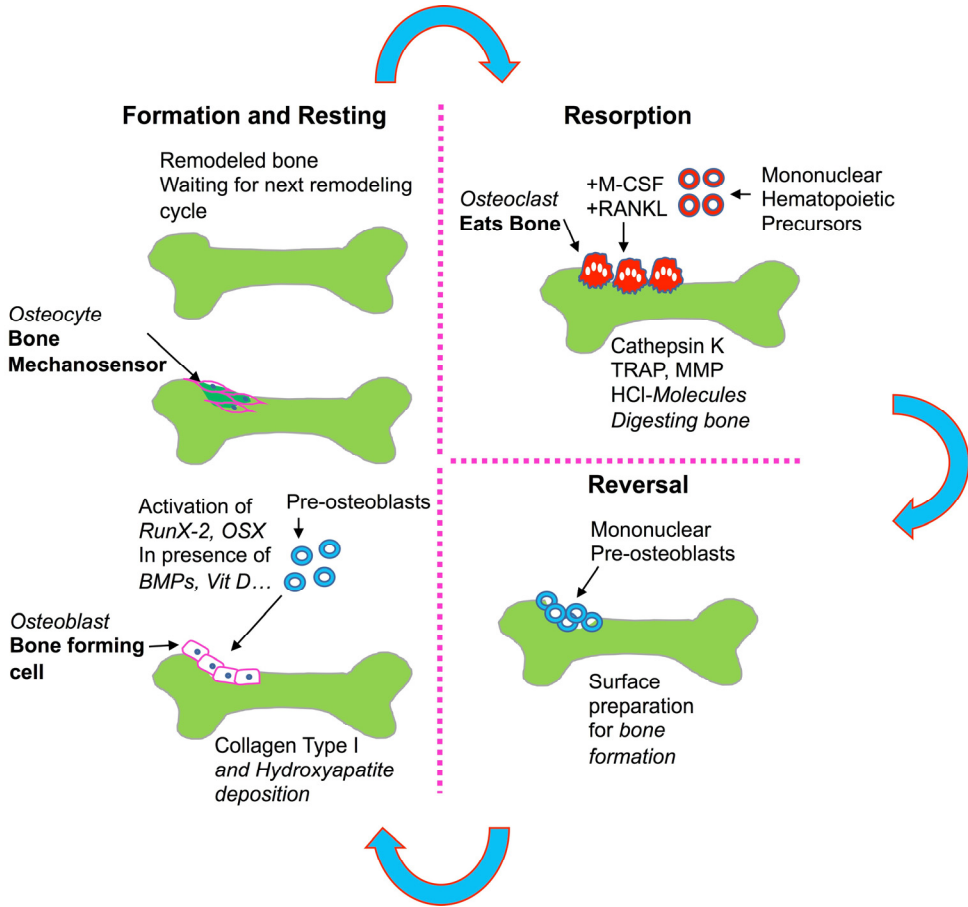 Formation and Resting
Remodeled bone
Waiting for next remodeling
cycle
Osteocyte
Bone
Mechanosensor
Activation of
RunX-2, OSX
In presence of
BMPs, Vit D...
Pre-osteoblasts
Osteoblast
Bone forming
cell
Collagen Type I
and Hydroxyapatite
deposition
Resorption
Osteoclast
Eats Bone
+M-CSF
+RANKL
Mononuclear
Hematopoietic
Precursors
Cathepsin K
TRAP, MMP
HCl-Molecules
Digesting bone
Reversal
Mononuclear
Pre-osteoblasts
Surface
preparation
for bone
formation